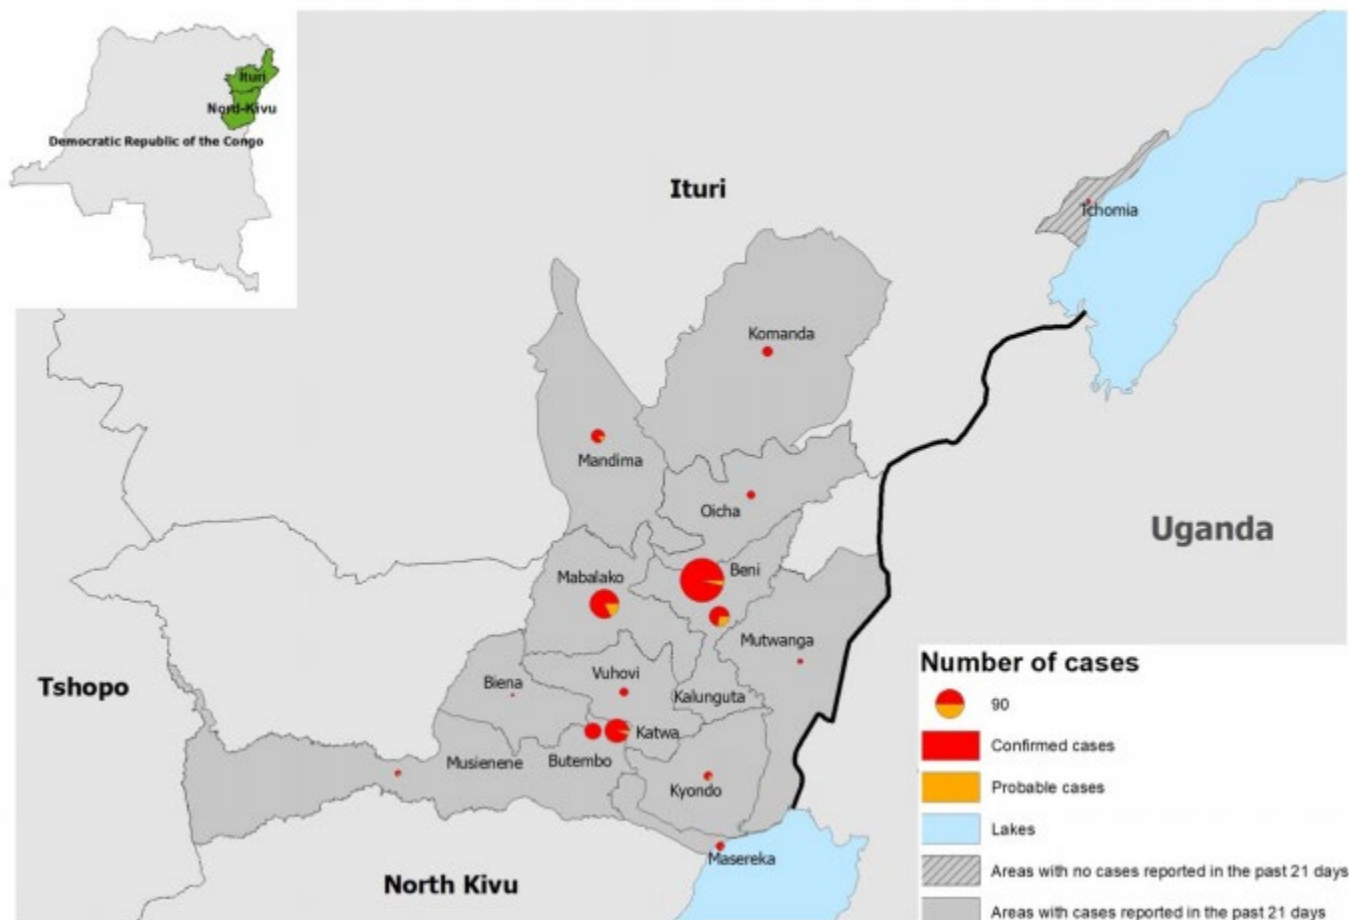 Ituri
Nord-Kivu
Democratic Republic of the Congo
Ituri
Tchomia
Komanda
Mandima
Oicha
Uganda
Beni
Mabalako
Mutwanga
Vuhovi
Biena
Kalunguta
Tshopo
Katwa
Musienene
Butembo
Kyondo
Masereka
North Kivu
Number of cases
90
Confirmed cases
Probable cases
Lakes
Areas with no cases reported in the past 21 days
Areas with cases reported in the past 21 days